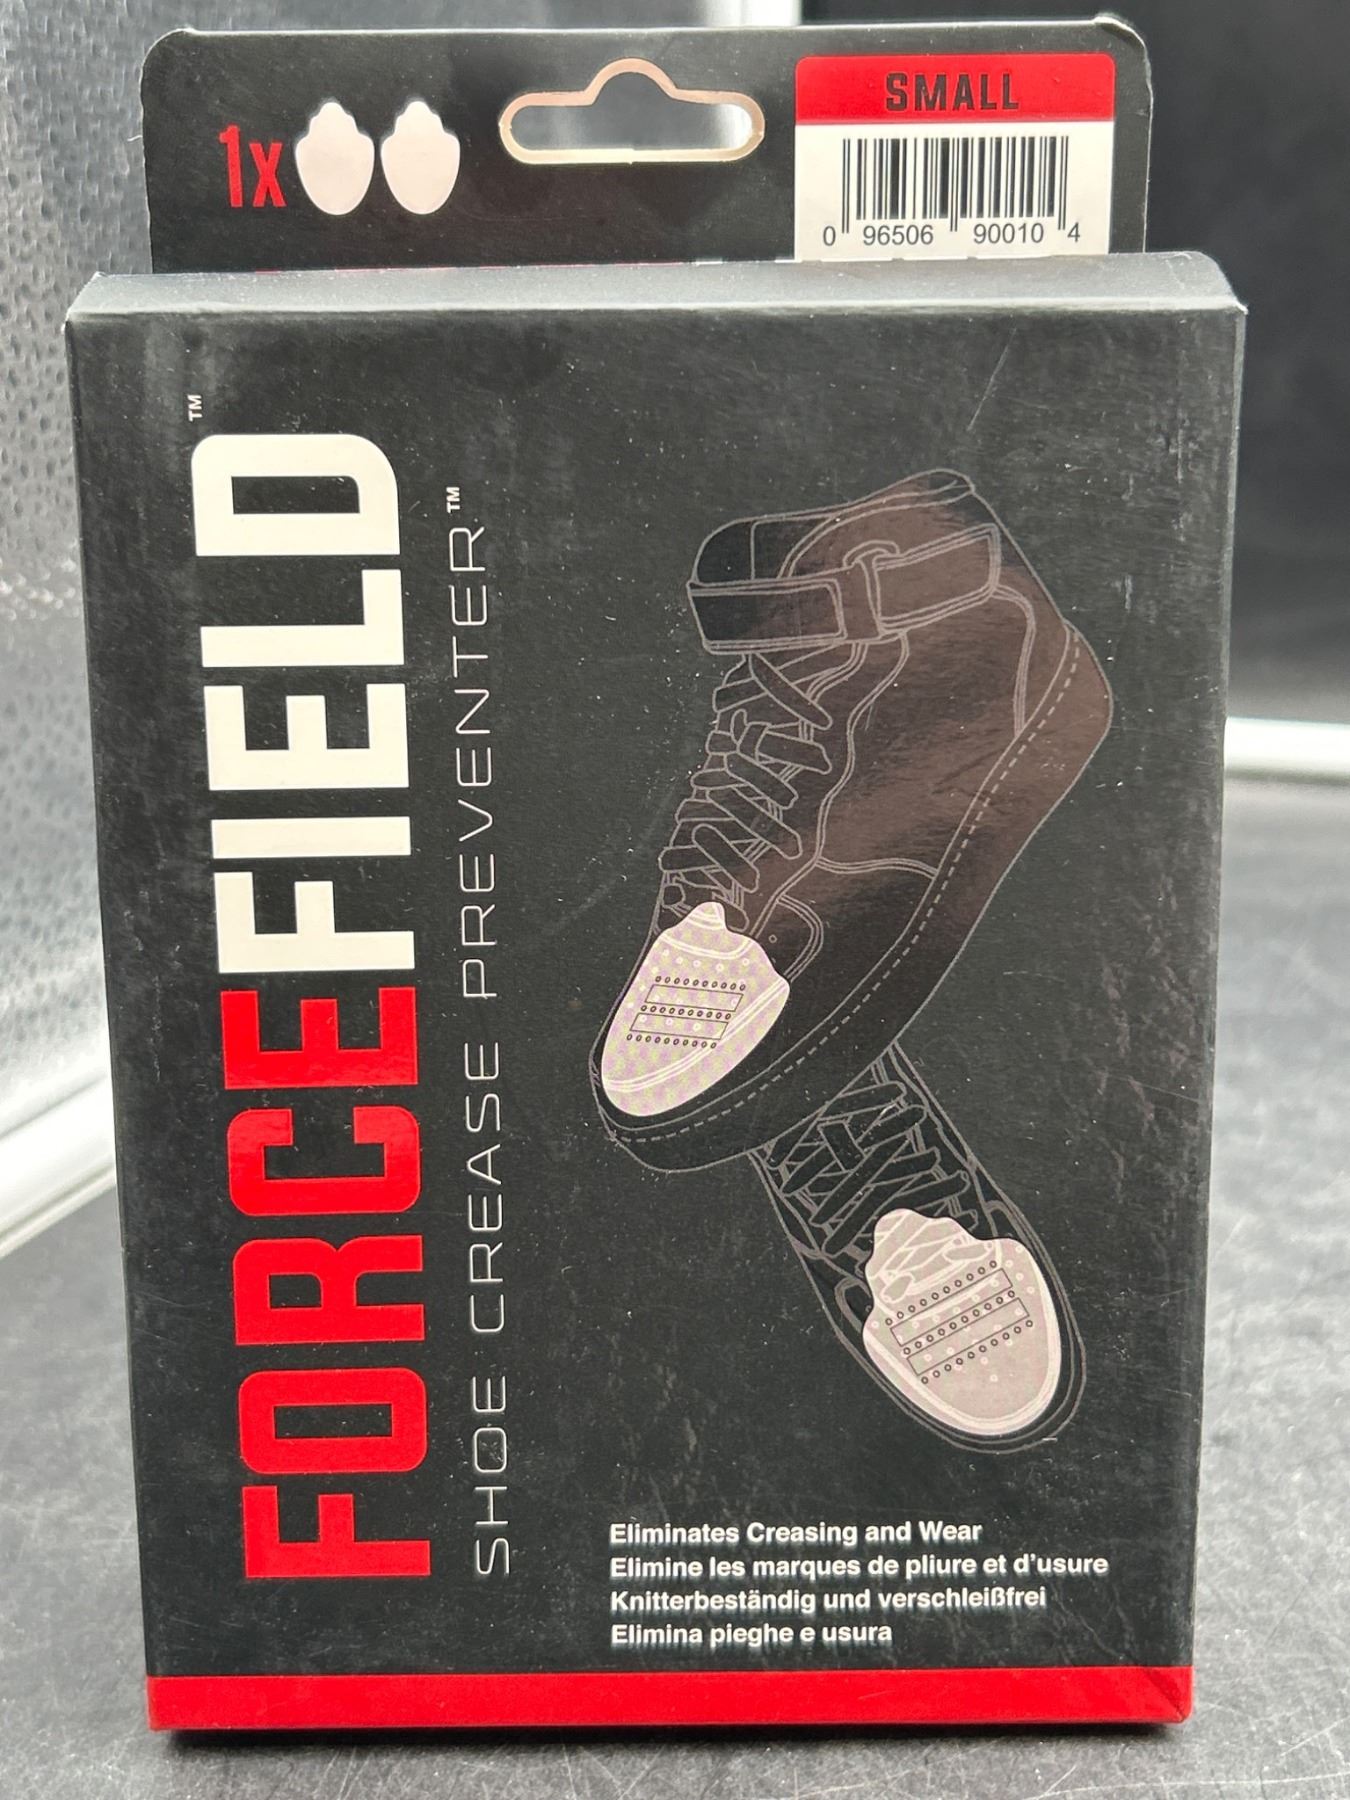 1x
SMALL
0 96506 90010 4
FORCEFIELD™
SHOE CREASE PREVENTER™
Eliminates Creasing and Wear
Elimine les marques de pliure et d'usure
Knitterbeständig und verschleißfrei
Elimina pieghe e usura